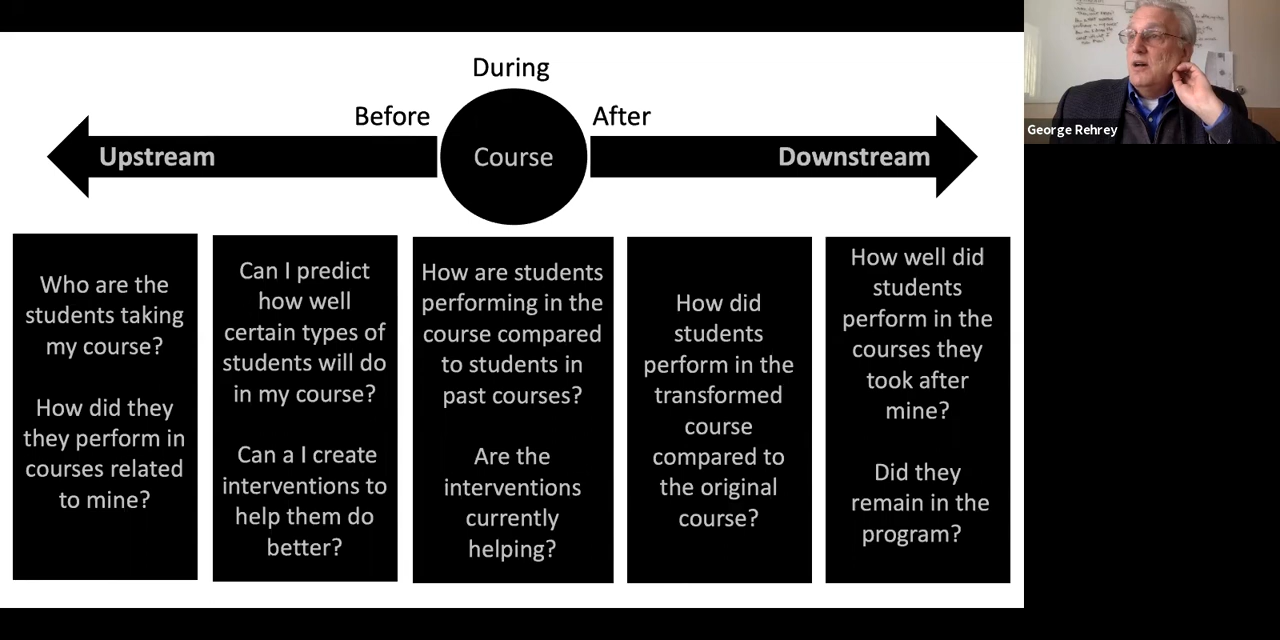 During
Before
After
Upstream
Course
Downstream
Who are the
students taking
my course?
How did they
they perform in
courses related
to mine?
Can I predict
how well
certain types of
students will do
in my course?
Can a I create
interventions to
help them do
better?
How are students
performing in the
course compared
to students in
past courses?
Are the
interventions
currently
helping?
How did
students
perform in the
transformed
course
compared to
the original
course?
How well did
students
perform in the
courses they
took after
mine?
Did they
remain in the
program?
George Rehrey